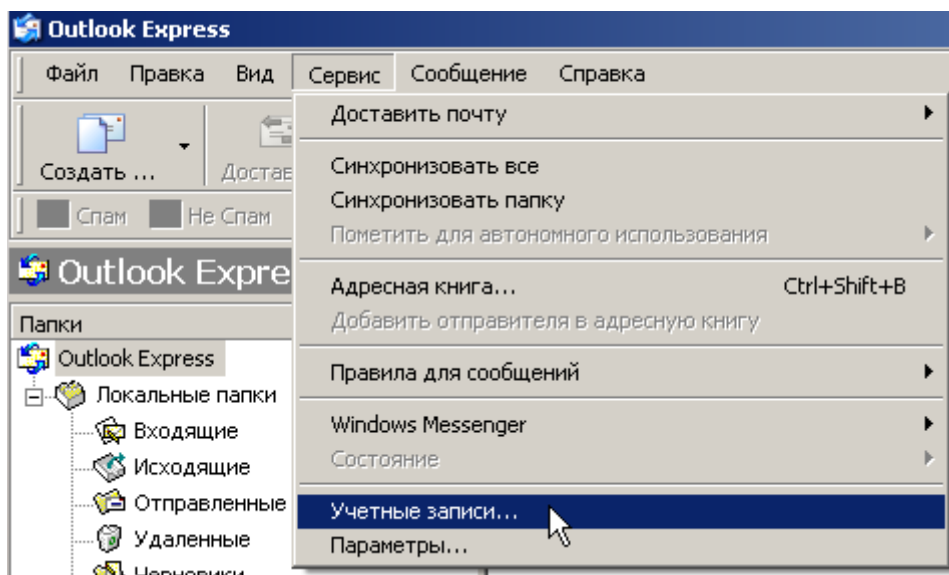 Outlook Express
Файл Правка Вид Сервис Сообщение Справка
Создать ...
Спам Не Спам
Outlook
Папки
Outlook Express
Локальные папки
Входящие
Исходящие
Отправленные
Удаленные
Доставить почту
Синхронизовать все
Синхронизовать папку
Пометить для автономного использования
Адресная книга... Ctrl+Shift+B
Добавить отправителя в адресную книгу
Правила для сообщений
Windows Messenger
Состояние
Учетные записи...
Параметры...